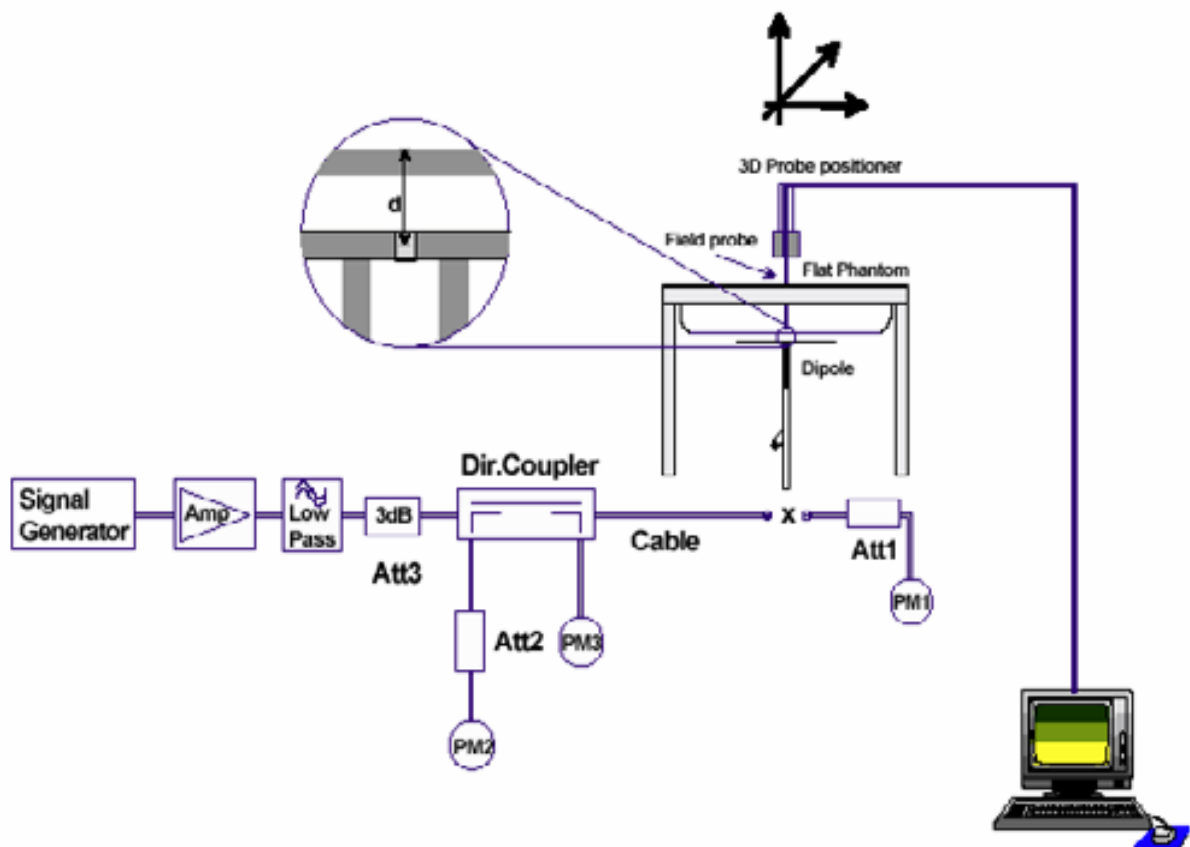 3D Probe positioner
d
Field probe
Flat Phantom
Dipole
Dir.Coupler
Signal
Generator
Amp
Low
Pass
3dB
Att3
Cable
x
Att1
PM1
Att2
PM3
PM2